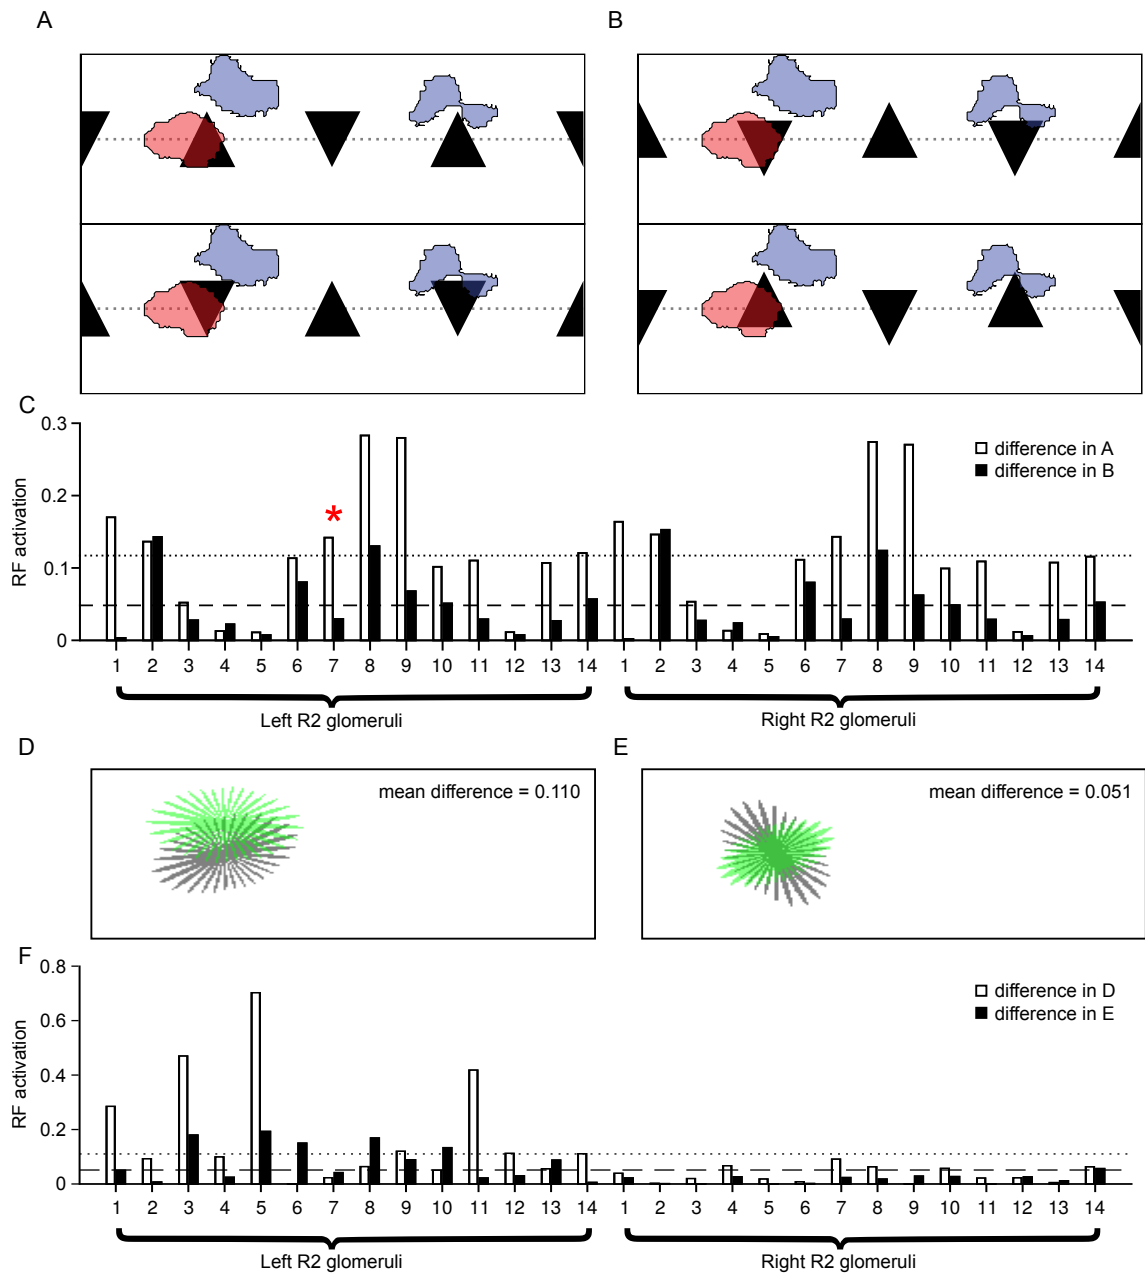 A
B
C
0.3
0.2
0.1
0
RF activation
difference in A
difference in B
*
1 2 3 4 5 6 7 8 9 10 11 12 13 14 1 2 3 4 5 6 7 8 9 10 11 12 13 14
Left R2 glomeruli
Right R2 glomeruli
D
mean difference = 0.110
E
mean difference = 0.051
F
0.8
0.6
0.4
0.2
0
RF activation
difference in D
difference in E
1 2 3 4 5 6 7 8 9 10 11 12 13 14 1 2 3 4 5 6 7 8 9 10 11 12 13 14
Left R2 glomeruli
Right R2 glomeruli